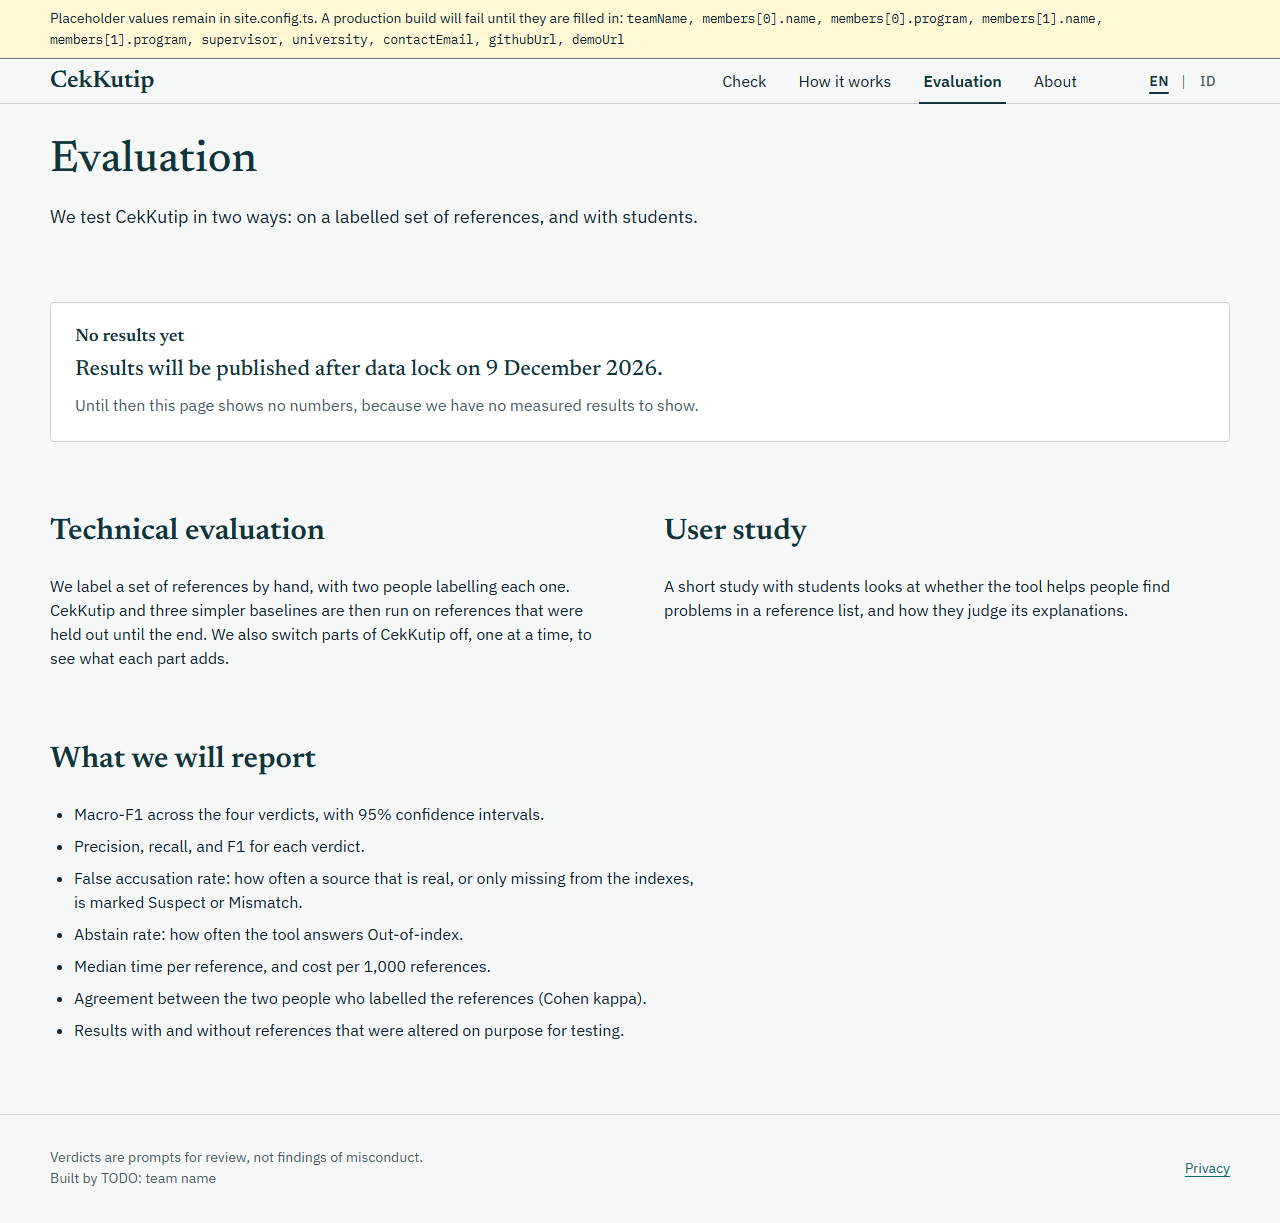 Placeholder values remain in site.config.ts. A production build will fail until they are filled in: teamName, members[0].name, members[0].program, members[1].name,
members[1].program, supervisor, university, contactEmail, githubUrl, demoUrl
CekKutip
Check How it works Evaluation About EN | ID
Evaluation
We test CekKutip in two ways: on a labelled set of references, and with students.
No results yet
Results will be published after data lock on 9 December 2026.
Until then this page shows no numbers, because we have no measured results to show.
Technical evaluation
We label a set of references by hand, with two people labelling each one.
CekKutip and three simpler baselines are then run on references that were
held out until the end. We also switch parts of CekKutip off, one at a time, to
see what each part adds.
User study
A short study with students looks at whether the tool helps people find
problems in a reference list, and how they judge its explanations.
What we will report
• Macro-F1 across the four verdicts, with 95% confidence intervals.
• Precision, recall, and F1 for each verdict.
• False accusation rate: how often a source that is real, or only missing from the indexes,
is marked Suspect or Mismatch.
• Abstain rate: how often the tool answers Out-of-index.
• Median time per reference, and cost per 1,000 references.
• Agreement between the two people who labelled the references (Cohen kappa).
• Results with and without references that were altered on purpose for testing.
Verdicts are prompts for review, not findings of misconduct.
Built by TODO: team name
Privacy